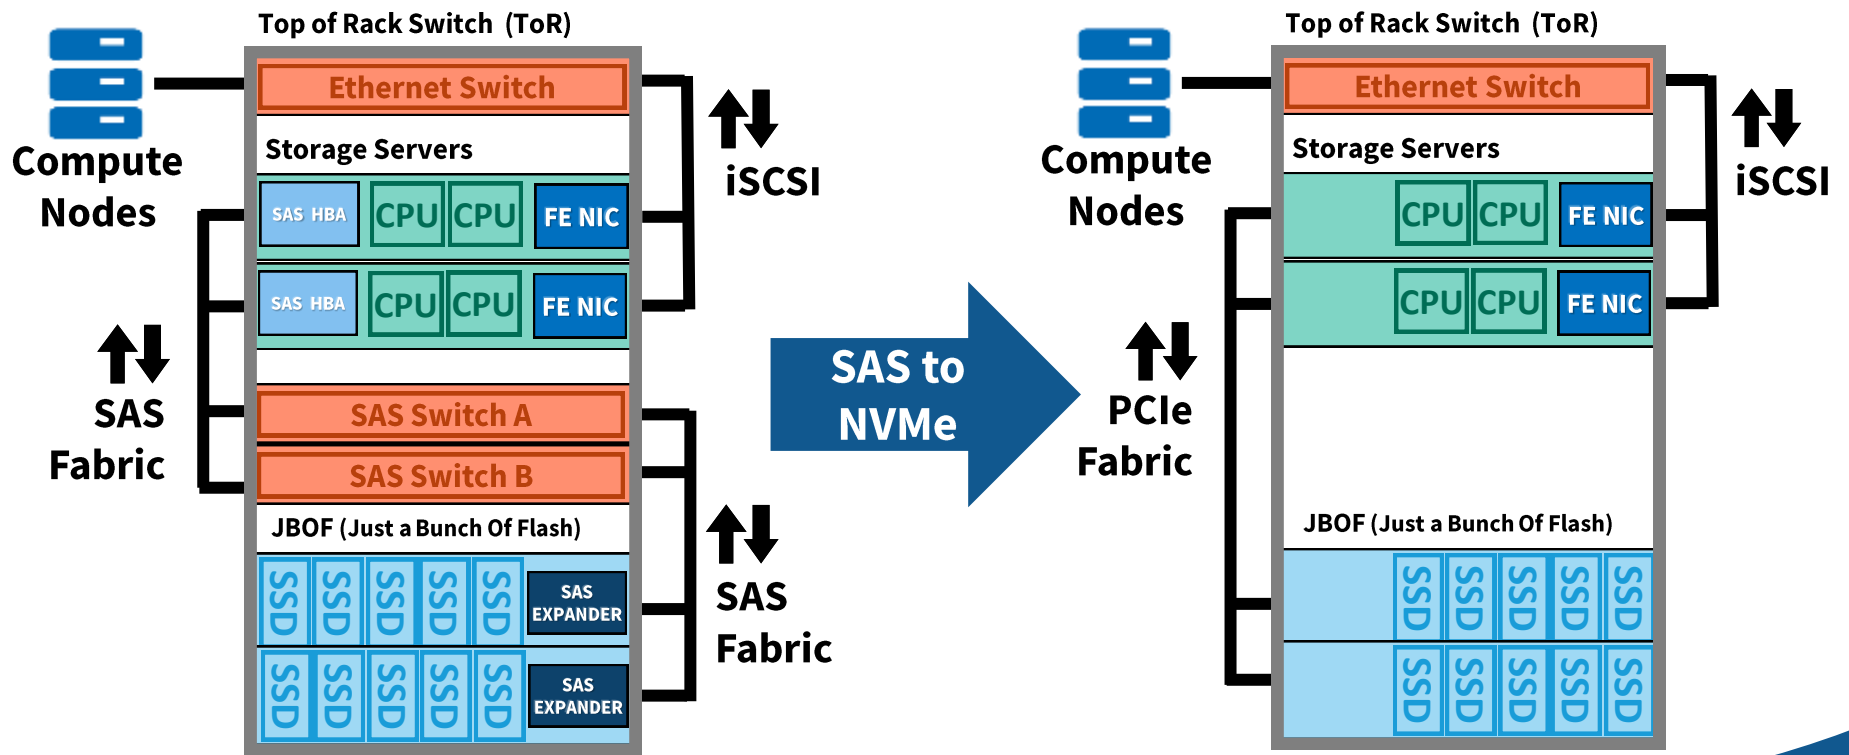 Top of Rack Switch (ToR)
Ethernet Switch
Compute
Nodes
iSCSI
Storage Servers
SAS HBA CPU CPU FE NIC
SAS HBA CPU CPU FE NIC
SAS
Fabric
SAS Switch A
SAS Switch B
JBOF (Just a Bunch Of Flash)
SSD SSD SSD SSD SSD SAS
EXPANDER
SSD SSD SSD SSD SSD SAS
EXPANDER
SAS
Fabric
SAS to
NVMe
Top of Rack Switch (ToR)
Ethernet Switch
Compute
Nodes
iSCSI
Storage Servers
CPU CPU FE NIC
CPU CPU FE NIC
PCIe
Fabric
JBOF (Just a Bunch Of Flash)
SSD SSD SSD SSD SSD
SSD SSD SSD SSD SSD